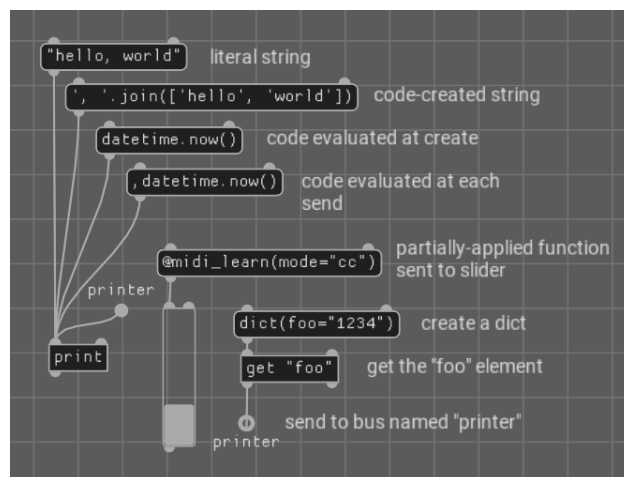 "hello, world" literal string
', '.join(['hello', 'world']) code-created string
datetime.now() code evaluated at create
,datetime.now() code evaluated at each
send
@midi_learn(mode="cc") partially-applied function
sent to slider
printer
dict(foo="1234") create a dict
print
get "foo" get the "foo" element
send to bus named "printer"
printer